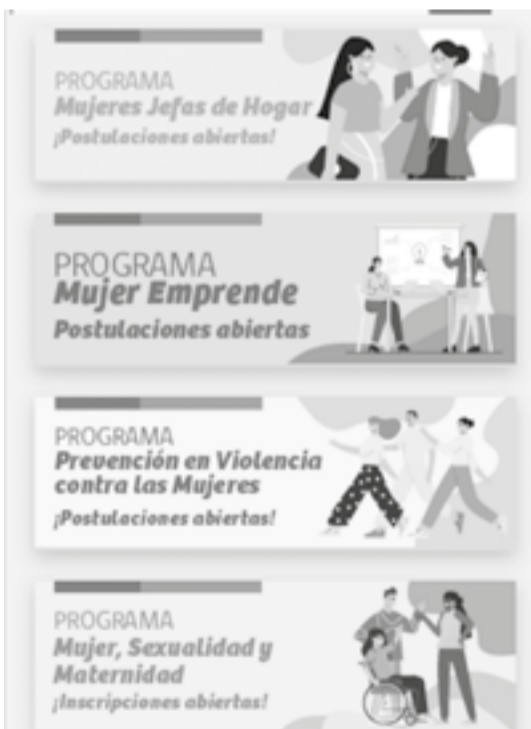 PROGRAMA
Mujeres Jefas de Hogar
¡Postulaciones abiertas!
PROGRAMA
Mujer Emprende
Postulaciones abiertas
PROGRAMA
Prevención en Violencia
contra las Mujeres
¡Postulaciones abiertas!
PROGRAMA
Mujer, Sexualidad y
Maternidad
¡Inscripciones abiertas!